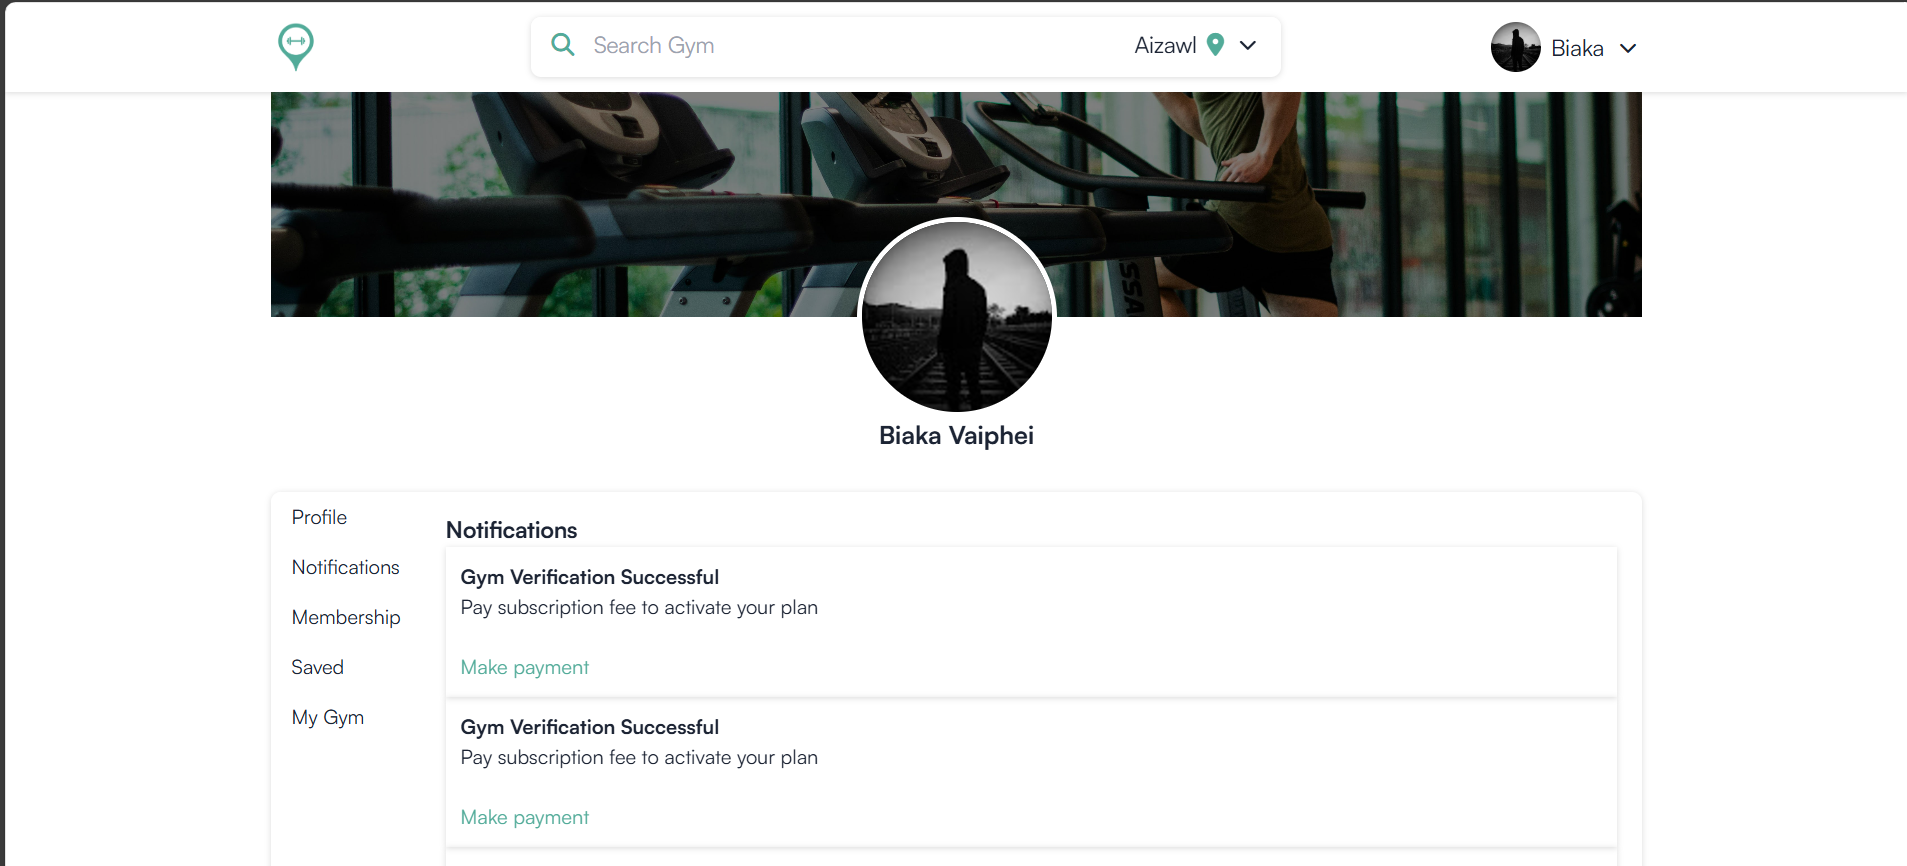 Search Gym
Aizawl
Biaka
Biaka Vaiphei
Profile
Notifications
Membership
Saved
My Gym
Notifications
Gym Verification Successful
Pay subscription fee to activate your plan
Make payment
Gym Verification Successful
Pay subscription fee to activate your plan
Make payment